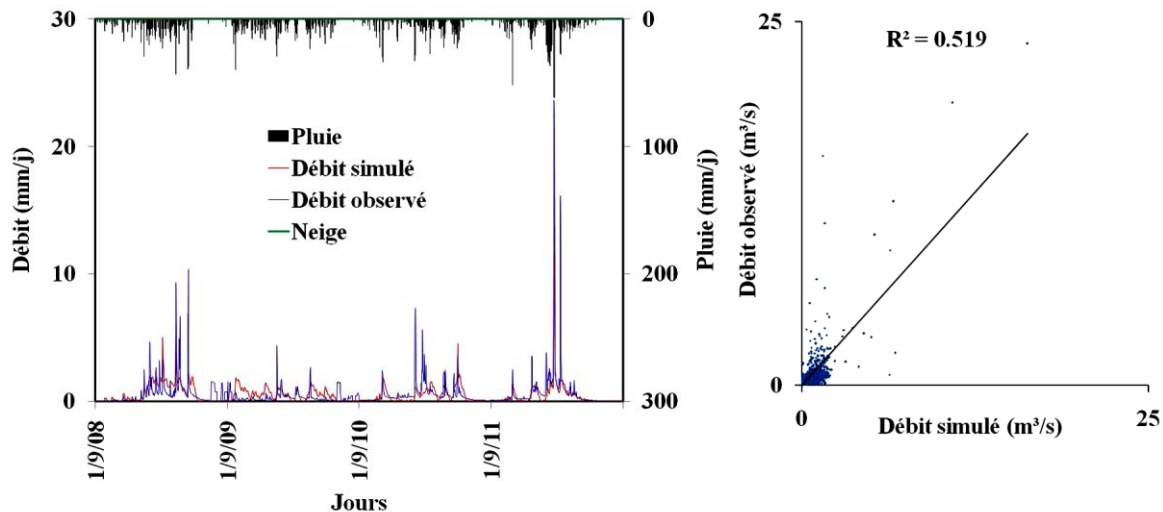 30
20
10
0
Débit (mm/j)
0
100
200
300
Pluie (mm/j)
Pluie
Débit simulé
Débit observé
Neige
1/9/08
1/9/09
1/9/10
1/9/11
Jours
25
0
Débit observé (m³/s)
R² = 0.519
0
25
Débit simulé (m³/s)